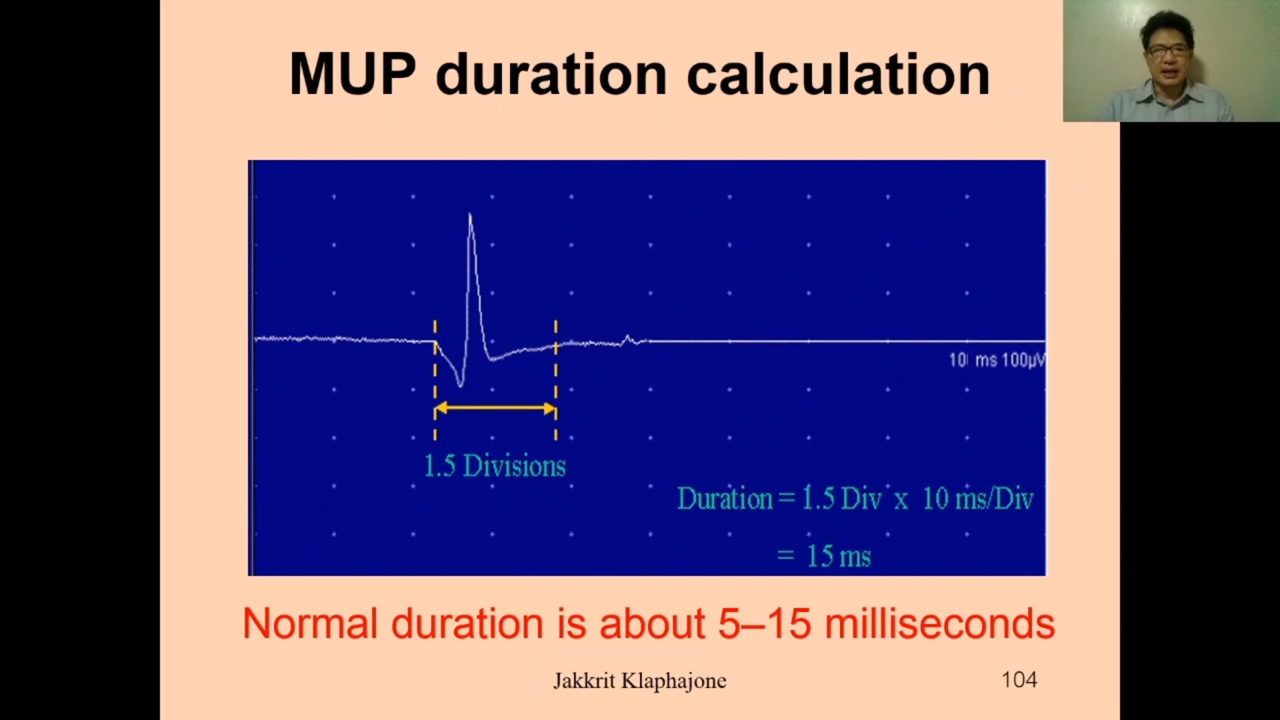 MUP duration calculation
10 ms 100µV
1.5 Divisions
Duration = 1.5 Div x 10 ms/Div
= 15 ms
Normal duration is about 5–15 milliseconds
Jakkrit Klaphajone
104